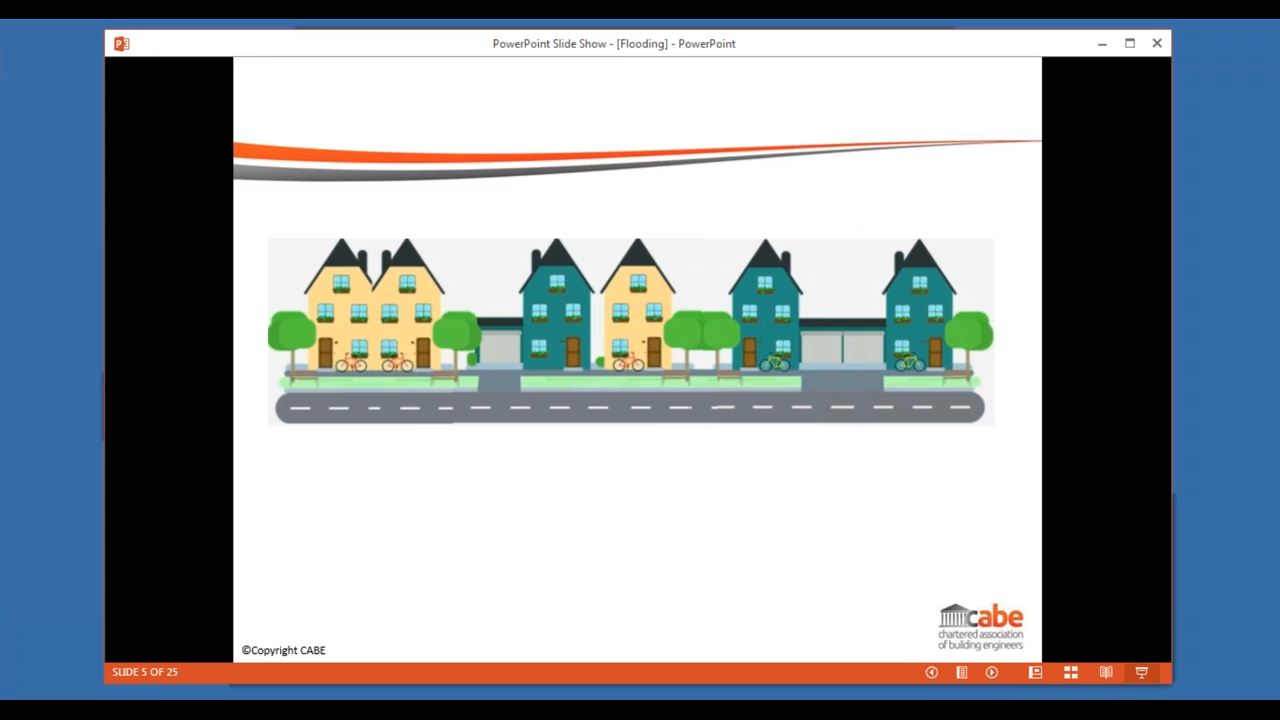 PowerPoint Slide Show - [Flooding] - PowerPoint
cabe
chartered association
of building engineers
©Copyright CABE
SLIDE 5 OF 25